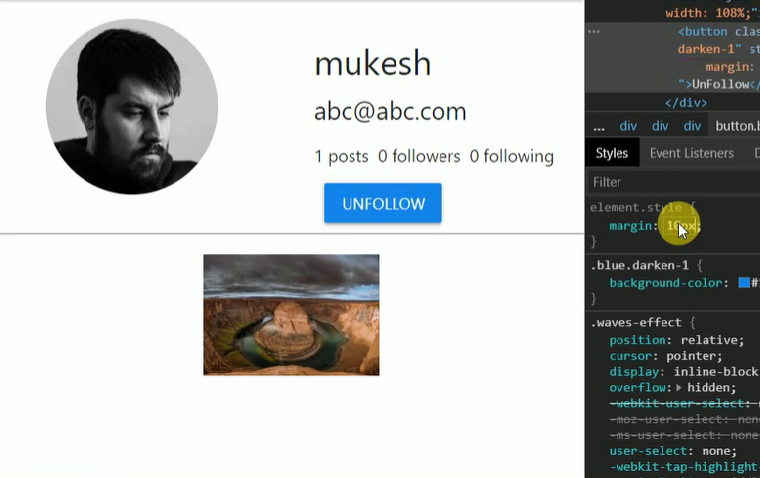 mukesh
abc@abc.com
1 posts 0 followers 0 following
UNFOLLOW
width: 108%;"
<button clas
darken-1" st
margin:
">UnFollow</
</div>
... div div div button.b
Styles Event Listeners D
Filter
element.style {
margin: 10px;
}
.blue.darken-1 {
background-color: #
}
.waves-effect {
position: relative;
cursor: pointer;
display: inline-block
overflow: hidden;
-webkit-user-select:
-moz-user-select: none
-ms-user-select: none
user-select: none;
-webkit-tap-highlight